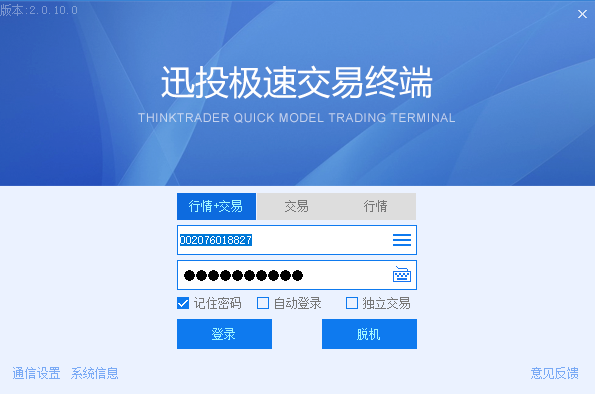 版本:2.0.10.0
迅投极速交易终端
THINKTRADER QUICK MODEL TRADING TERMINAL
行情+交易 交易 行情
002076018827
记住密码 自动登录 独立交易
登录 脱机
通信设置 系统信息 意见反馈